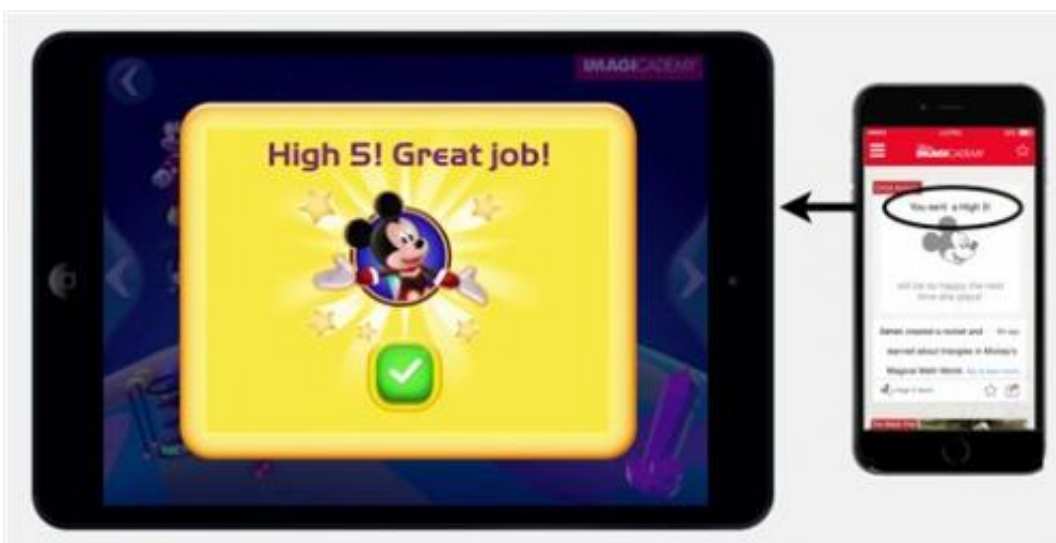 IMAGICADEMY
High 5! Great job!
IMAGICADEMY
You sent a High 5!
will be so happy the next
time she plays!
created a rocket and
learned about triangles in Mickey's
Magical Math World.